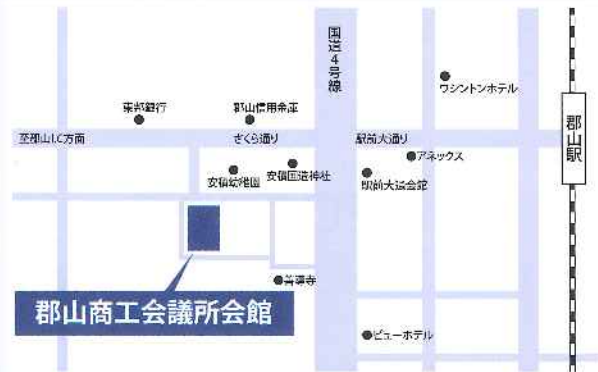 国道4号線
ワシントンホテル
東邦銀行
郡山信用金庫
郡山駅
至郡山I.C方面
さくら通り
駅前大通り
アネックス
安積幼稚園
安積国造神社
駅前大通会館
善導寺
郡山商工会議所会館
ビューホテル